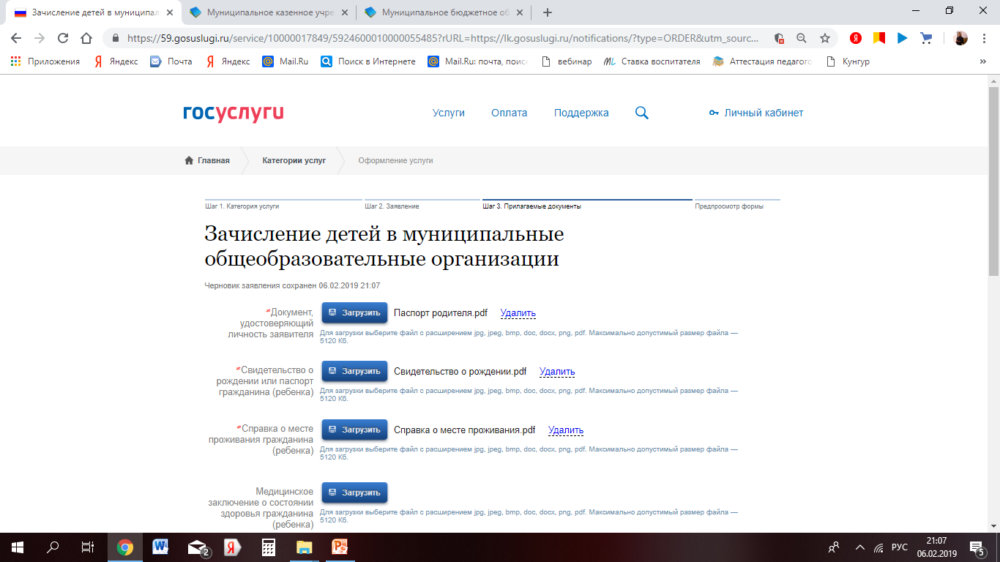 Зачисление детей в муниципал
Муниципальное казенное учре
Муниципальное бюджетное об
https://59.gosuslugi.ru/service/10000017849/5924600010000055485?rURL=https://lk.gosuslugi.ru/notifications/?type=ORDER&utm_sourc...
Приложения
Яндекс
Почта
Яндекс
Mail.Ru
Поиск в Интернете
Mail.Ru: почта, поиск
вебинар
Ставка воспитателя
Аттестация педагого
Кунгур
»
госуслуги
Услуги
Оплата
Поддержка
Личный кабинет
Главная
Категории услуг
Оформление услуги
Шаг 1. Категория услуги
Шаг 2. Заявление
Шаг 3. Прилагаемые документы
Предпросмотр формы
Зачисление детей в муниципальные
общеобразовательные организации
Черновик заявления сохранен 06.02.2019 21:07
*Документ,
удостоверяющий
личность заявителя
Загрузить
Паспорт родителя.pdf
Удалить
Для загрузки выберите файл с расширением jpg, jpeg, bmp, doc, docx, png, pdf. Максимально допустимый размер файла —
5120 Кб.
*Свидетельство о
рождении или паспорт
гражданина (ребенка)
Загрузить
Свидетельство о рождении.pdf
Удалить
Для загрузки выберите файл с расширением jpg, jpeg, bmp, doc, docx, png, pdf. Максимально допустимый размер файла —
5120 Кб.
*Справка о месте
проживания гражданина
(ребенка)
Загрузить
Справка о месте проживания.pdf
Удалить
Для загрузки выберите файл с расширением jpg, jpeg, bmp, doc, docx, png, pdf. Максимально допустимый размер файла —
5120 Кб.
Медицинское
заключение о состоянии
здоровья гражданина
(ребенка)
Загрузить
Для загрузки выберите файл с расширением jpg, jpeg, bmp, doc, docx, png, pdf. Максимально допустимый размер файла —
5120 Кб.
2
РУС
21:07
06.02.2019
5